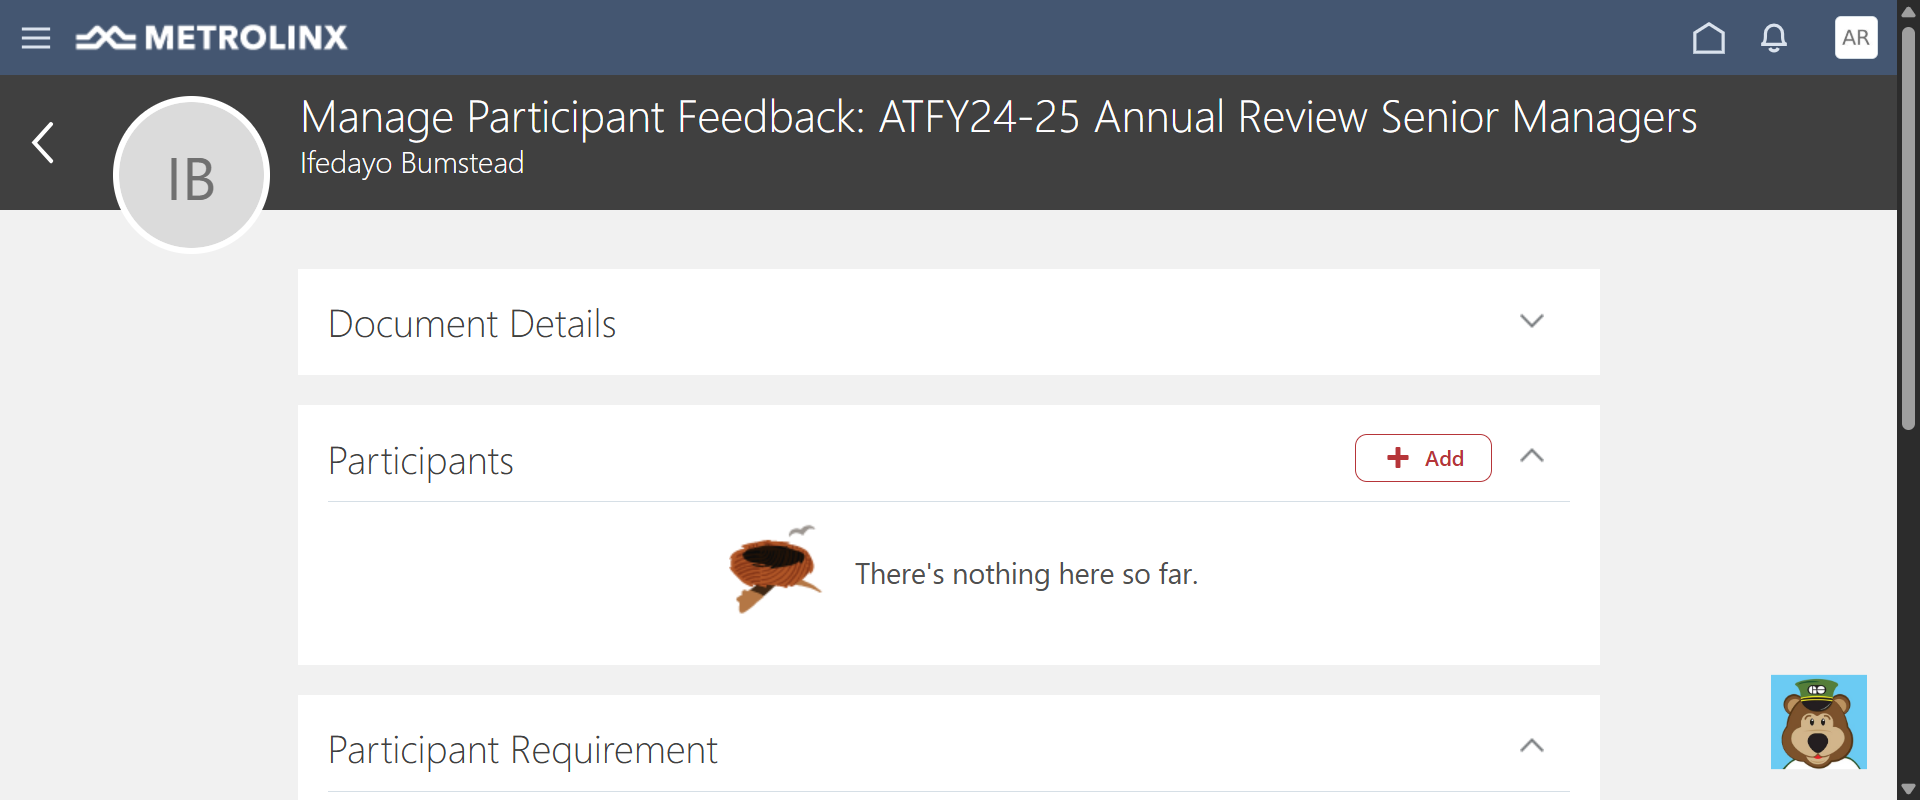 METROLINX
AR
Manage Participant Feedback: ATFY24-25 Annual Review Senior Managers
Ifedayo Bumstead
IB
Document Details
Participants
Add
There's nothing here so far.
Participant Requirement
GO